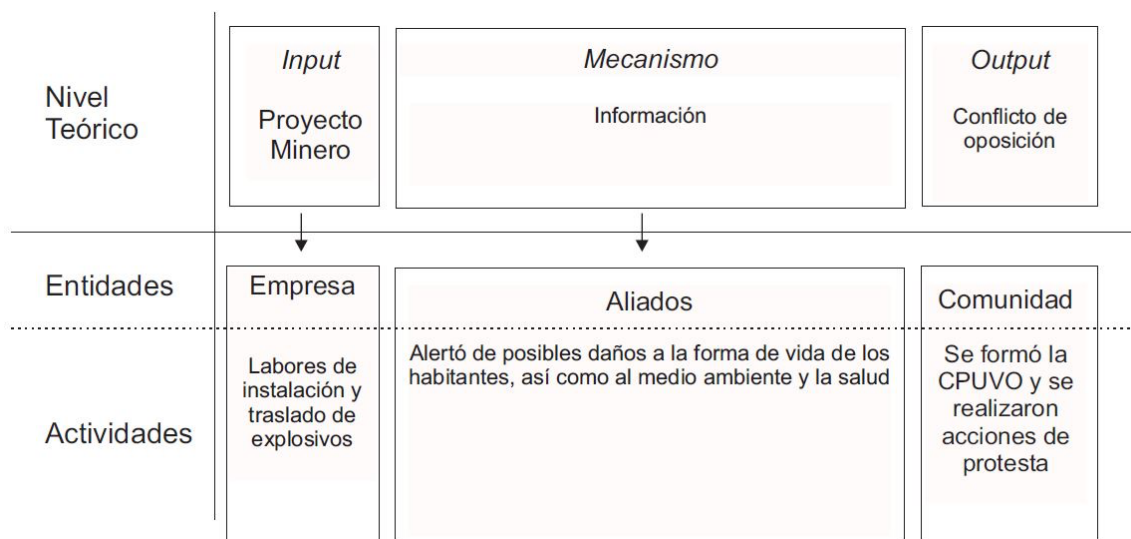 Nivel
Teórico
Input
Proyecto
Minero
Mecanismo
Información
Output
Conflicto de
oposición
Entidades
Empresa
Aliados
Comunidad
Actividades
Labores de
instalación y
traslado de
explosivos
Alertó de posibles daños a la forma de vida de los
habitantes, así como al medio ambiente y la salud
Se formó la
CPUVO y se
realizaron
acciones de
protesta